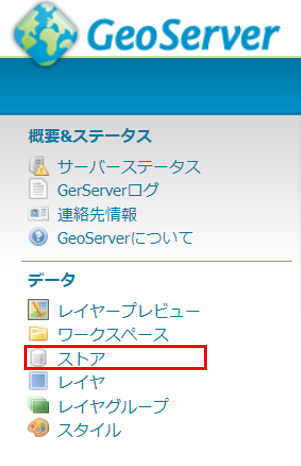 GeoServer
概要&ステータス
サーバーステータス
GerServerログ
連絡先情報
GeoServerについて
データ
レイヤープレビュー
ワークスペース
ストア
レイヤ
レイヤグループ
スタイル